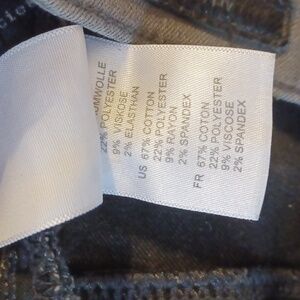 UMWOLLE
22% POLYESTER
9% VISKOSE
2% ELASTHAN
US 67% COTTON
22% POLYESTER
9% RAYON
2% SPANDEX
FR 67% COTON
22% POLYESTER
9% VISCOSE
2% SPANDEX